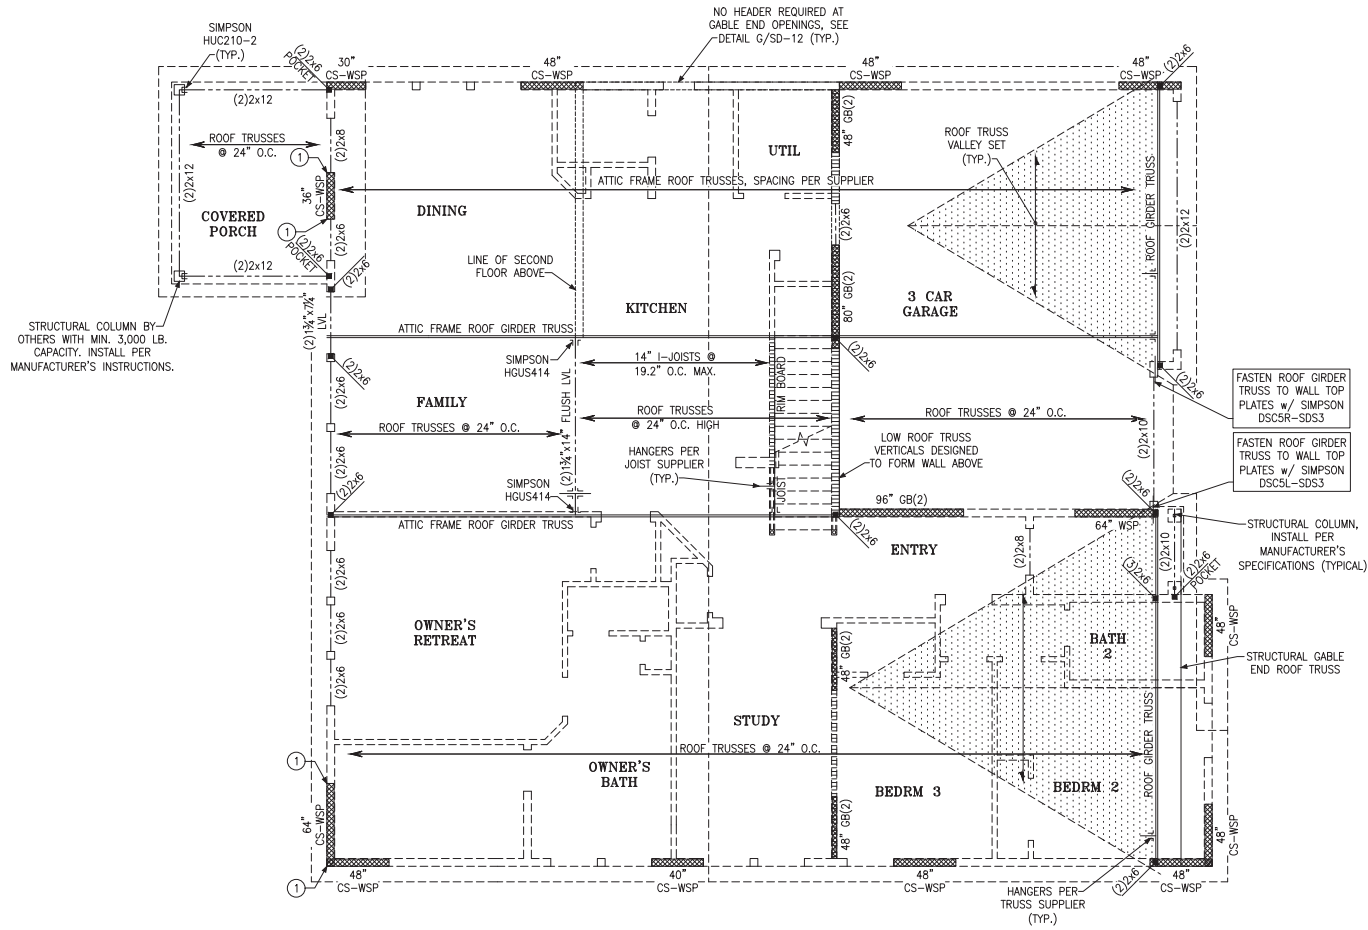 SIMPSON
HUC210-2
(TYP.)
NO HEADER REQUIRED AT
GABLE END OPENINGS, SEE
DETAIL G/SD-12 (TYP.)
(2)2x6
POCKET
30"
CS-WSP
48"
CS-WSP
48"
CS-WSP
48"
CS-WSP
(2)2x6
(2)2x12
ROOF TRUSSES
@ 24" O.C.
1
(2)2x8
48" GB(2)
UTIL
ROOF TRUSS
VALLEY SET
(TYP.)
(2)2x12
36"
CS-WSP
ATTIC FRAME ROOF TRUSSES, SPACING PER SUPPLIER
COVERED
PORCH
DINING
1
(2)2x6
(2)2x6
POCKET
(2)2x12
(2)2x6
(2)2x6
ROOF GIRDER TRUSS
(2)2x12
LINE OF SECOND
FLOOR ABOVE
KITCHEN
80" GB(2)
3 CAR
GARAGE
STRUCTURAL COLUMN BY
OTHERS WITH MIN. 3,000 LB.
CAPACITY. INSTALL PER
MANUFACTURER'S INSTRUCTIONS.
(2)1¾"x7¼"
LVL
ATTIC FRAME ROOF GIRDER TRUSS
SIMPSON
HGUS414
14" I-JOISTS @
19.2" O.C. MAX.
(2)2x6
(2)2x6
(2)2x6
(2)2x6
FASTEN ROOF GIRDER
TRUSS TO WALL TOP
PLATES w/ SIMPSON
DSC5R-SDS3
FAMILY
(2)1¾"x14" FLUSH LVL
RIM BOARD
ROOF TRUSSES
@ 24" O.C. HIGH
ROOF TRUSSES @ 24" O.C.
ROOF TRUSSES @ 24" O.C.
(2)2x10
FASTEN ROOF GIRDER
TRUSS TO WALL TOP
PLATES w/ SIMPSON
DSC5L-SDS3
HANGERS PER
JOIST SUPPLIER
(TYP.)
LOW ROOF TRUSS
VERTICALS DESIGNED
TO FORM WALL ABOVE
(2)2x6
(2)2x6
SIMPSON
HGUS414
JOIST
96" GB(2)
(2)2x6
ATTIC FRAME ROOF GIRDER TRUSS
(2)2x6
64" WSP
STRUCTURAL COLUMN,
INSTALL PER
MANUFACTURER'S
SPECIFICATIONS (TYPICAL)
ENTRY
(2)2x8
(2)2x10
(3)2x6
(2)2x6
POCKET
(2)2x6
OWNER'S
RETREAT
(2)2x6
(2)2x6
48" GB(2)
BATH
2
48"
CS-WSP
STRUCTURAL GABLE
END ROOF TRUSS
STUDY
ROOF GIRDER TRUSS
ROOF TRUSSES @ 24" O.C.
1
OWNER'S
BATH
BEDRM 3
BEDRM 2
64"
CS-WSP
48" GB(2)
48"
CS-WSP
1
48"
CS-WSP
40"
CS-WSP
48"
CS-WSP
HANGERS PER
TRUSS SUPPLIER
(TYP.)
(2)2x6
48"
CS-WSP